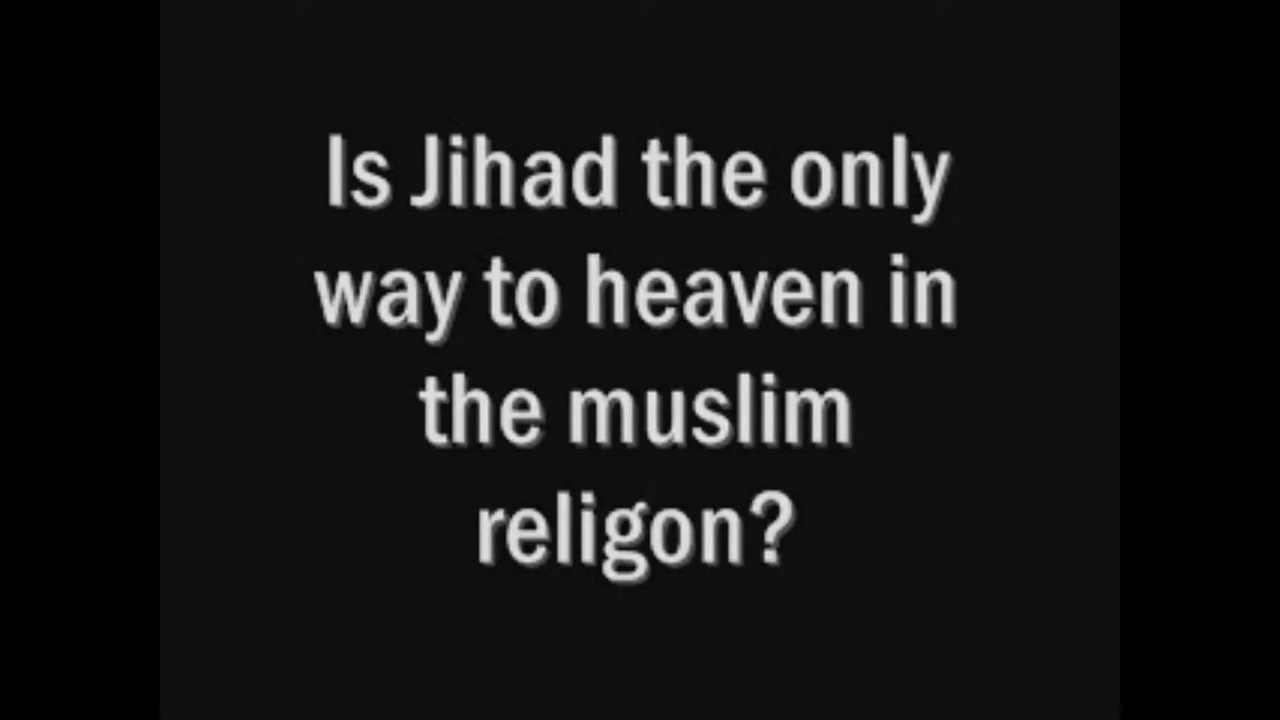 Is Jihad the only
way to heaven in
the muslim
religon?